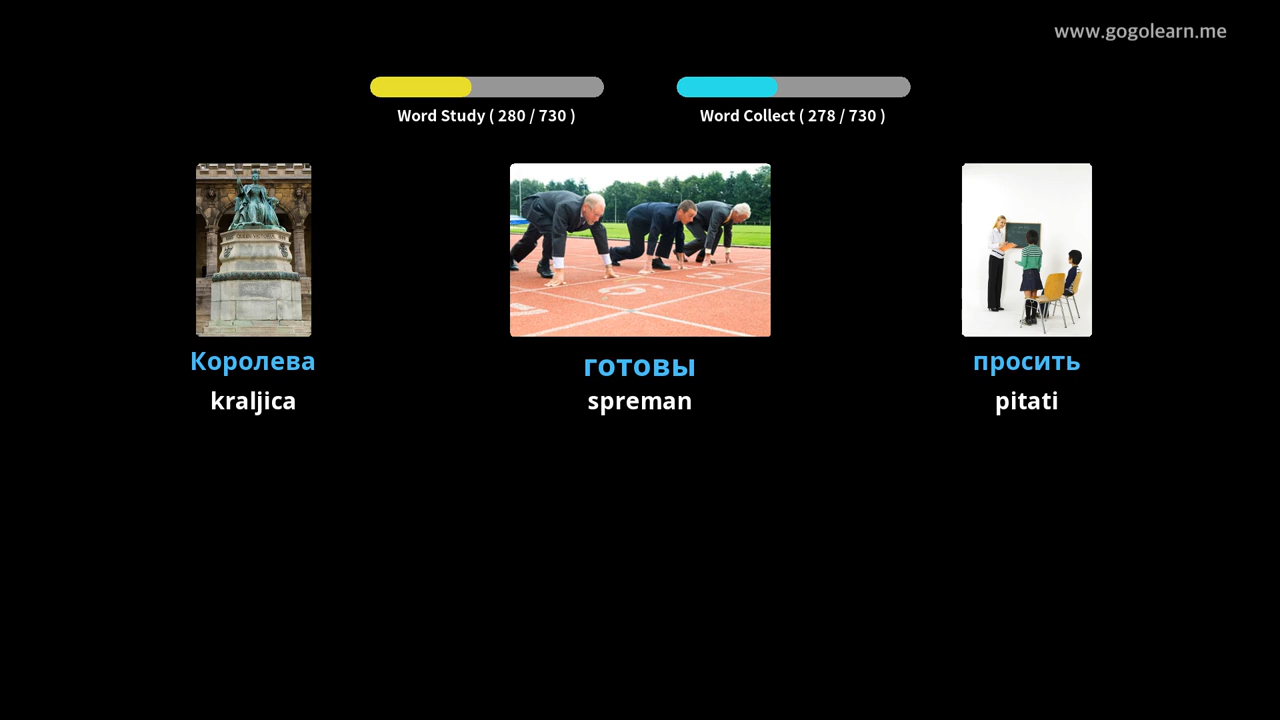 www.gogolearn.me
Word Study ( 280 / 730 )
Word Collect ( 278 / 730 )
Королева
готовы
просить
kraljica
spreman
pitati